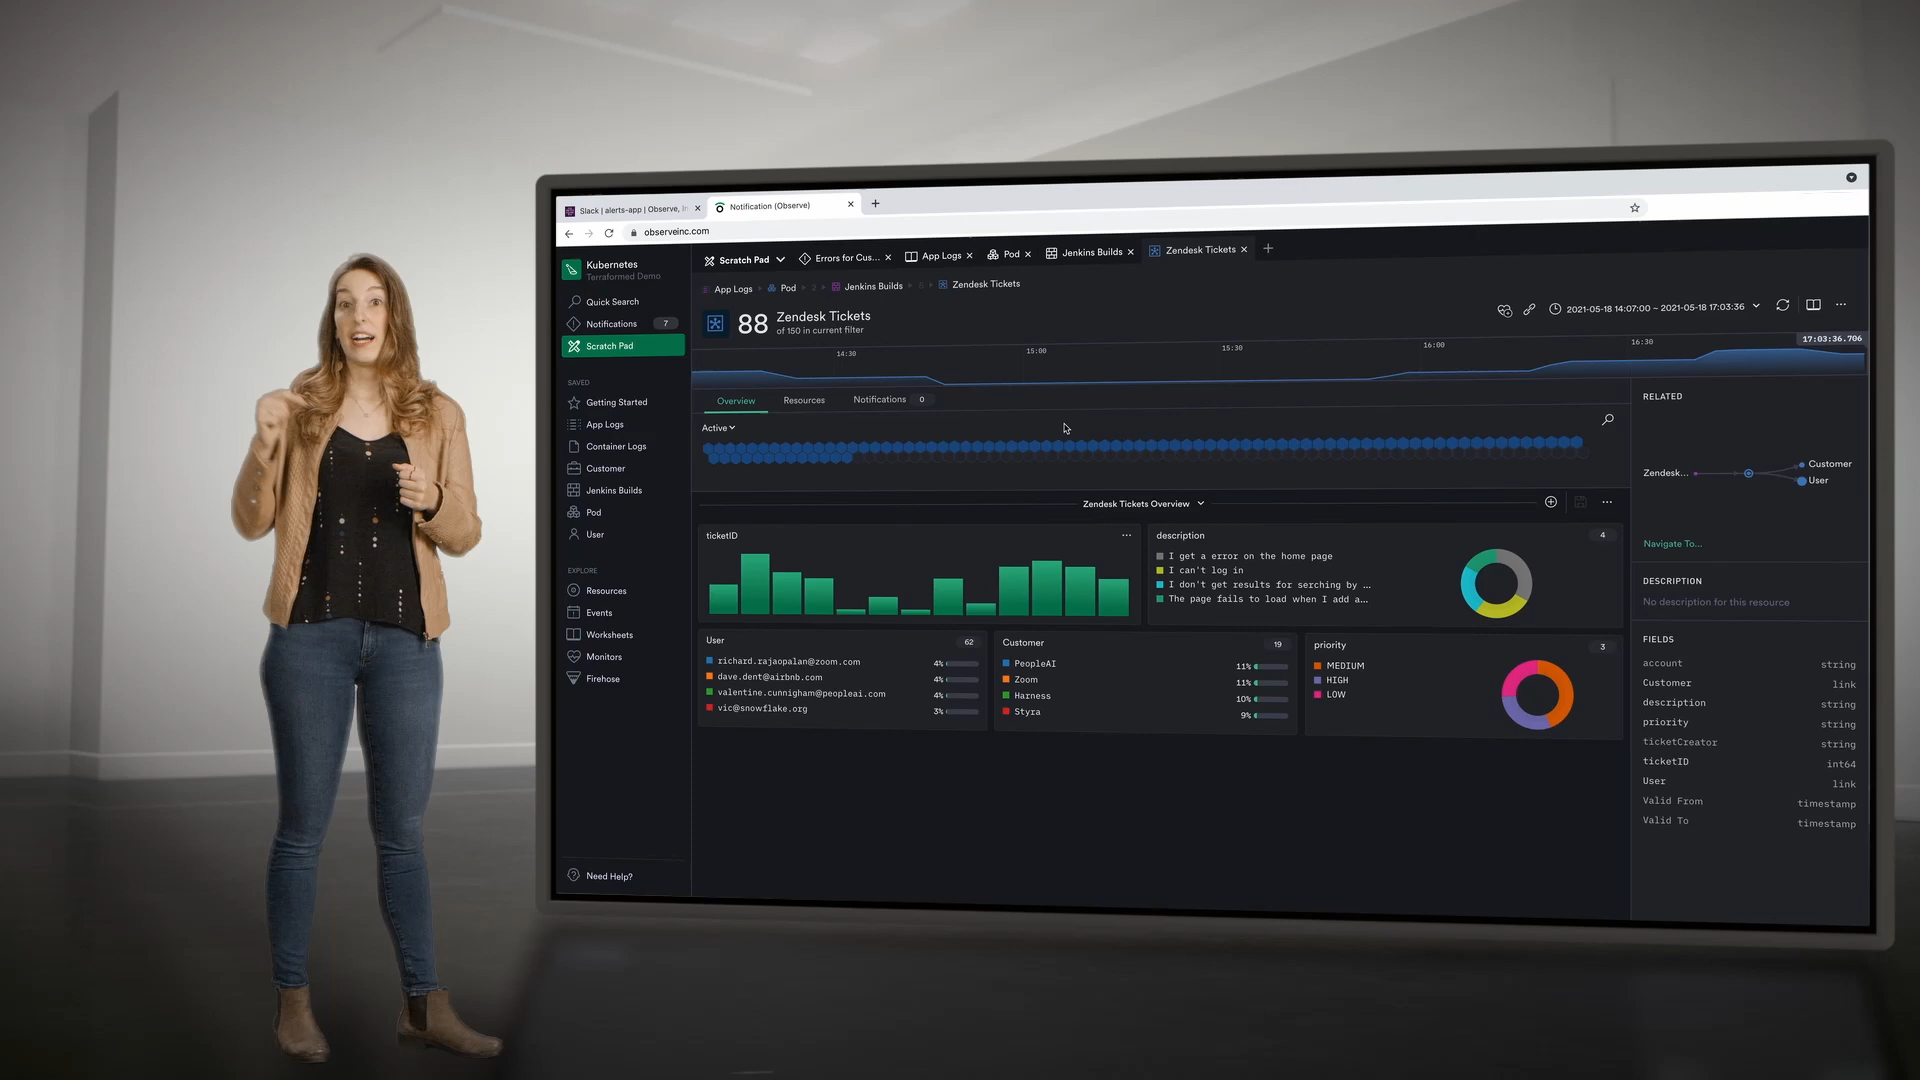 Slack | alerts-app | Observe, In
Notification (Observe)
observeinc.com
Kubernetes
Terraformed Demo
Quick Search
Notifications 7
Scratch Pad
SAVED
Getting Started
App Logs
Container Logs
Customer
Jenkins Builds
Pod
User
EXPLORE
Resources
Events
Worksheets
Monitors
Firehose
Need Help?
Scratch Pad Errors for Cus... App Logs Pod Jenkins Builds Zendesk Tickets
App Logs Pod 2 Jenkins Builds Zendesk Tickets
88 Zendesk Tickets
of 150 in current filter
2021-05-18 14:07:00 ~ 2021-05-18 17:03:36
14:30 15:00 15:30 16:00 16:30 17:03:36.706
Overview Resources Notifications 0
Active
Zendesk Tickets Overview
ticketID
description 4
I get a error on the home page
I can't log in
I don't get results for serching by ...
The page fails to load when I add a...
User 62
richard.rajaopalan@zoom.com 4%
dave.dent@airbnb.com 4%
valentine.cunnigham@peopleai.com 4%
vic@snowflake.org 3%
Customer 19
PeopleAI 11%
Zoom 11%
Harness 10%
Styra 9%
priority 3
MEDIUM
HIGH
LOW
RELATED
Zendesk...
Customer
User
Navigate To...
DESCRIPTION
No description for this resource
FIELDS
account string
Customer link
description string
priority string
ticketCreator string
ticketID int64
User link
Valid From timestamp
Valid To timestamp